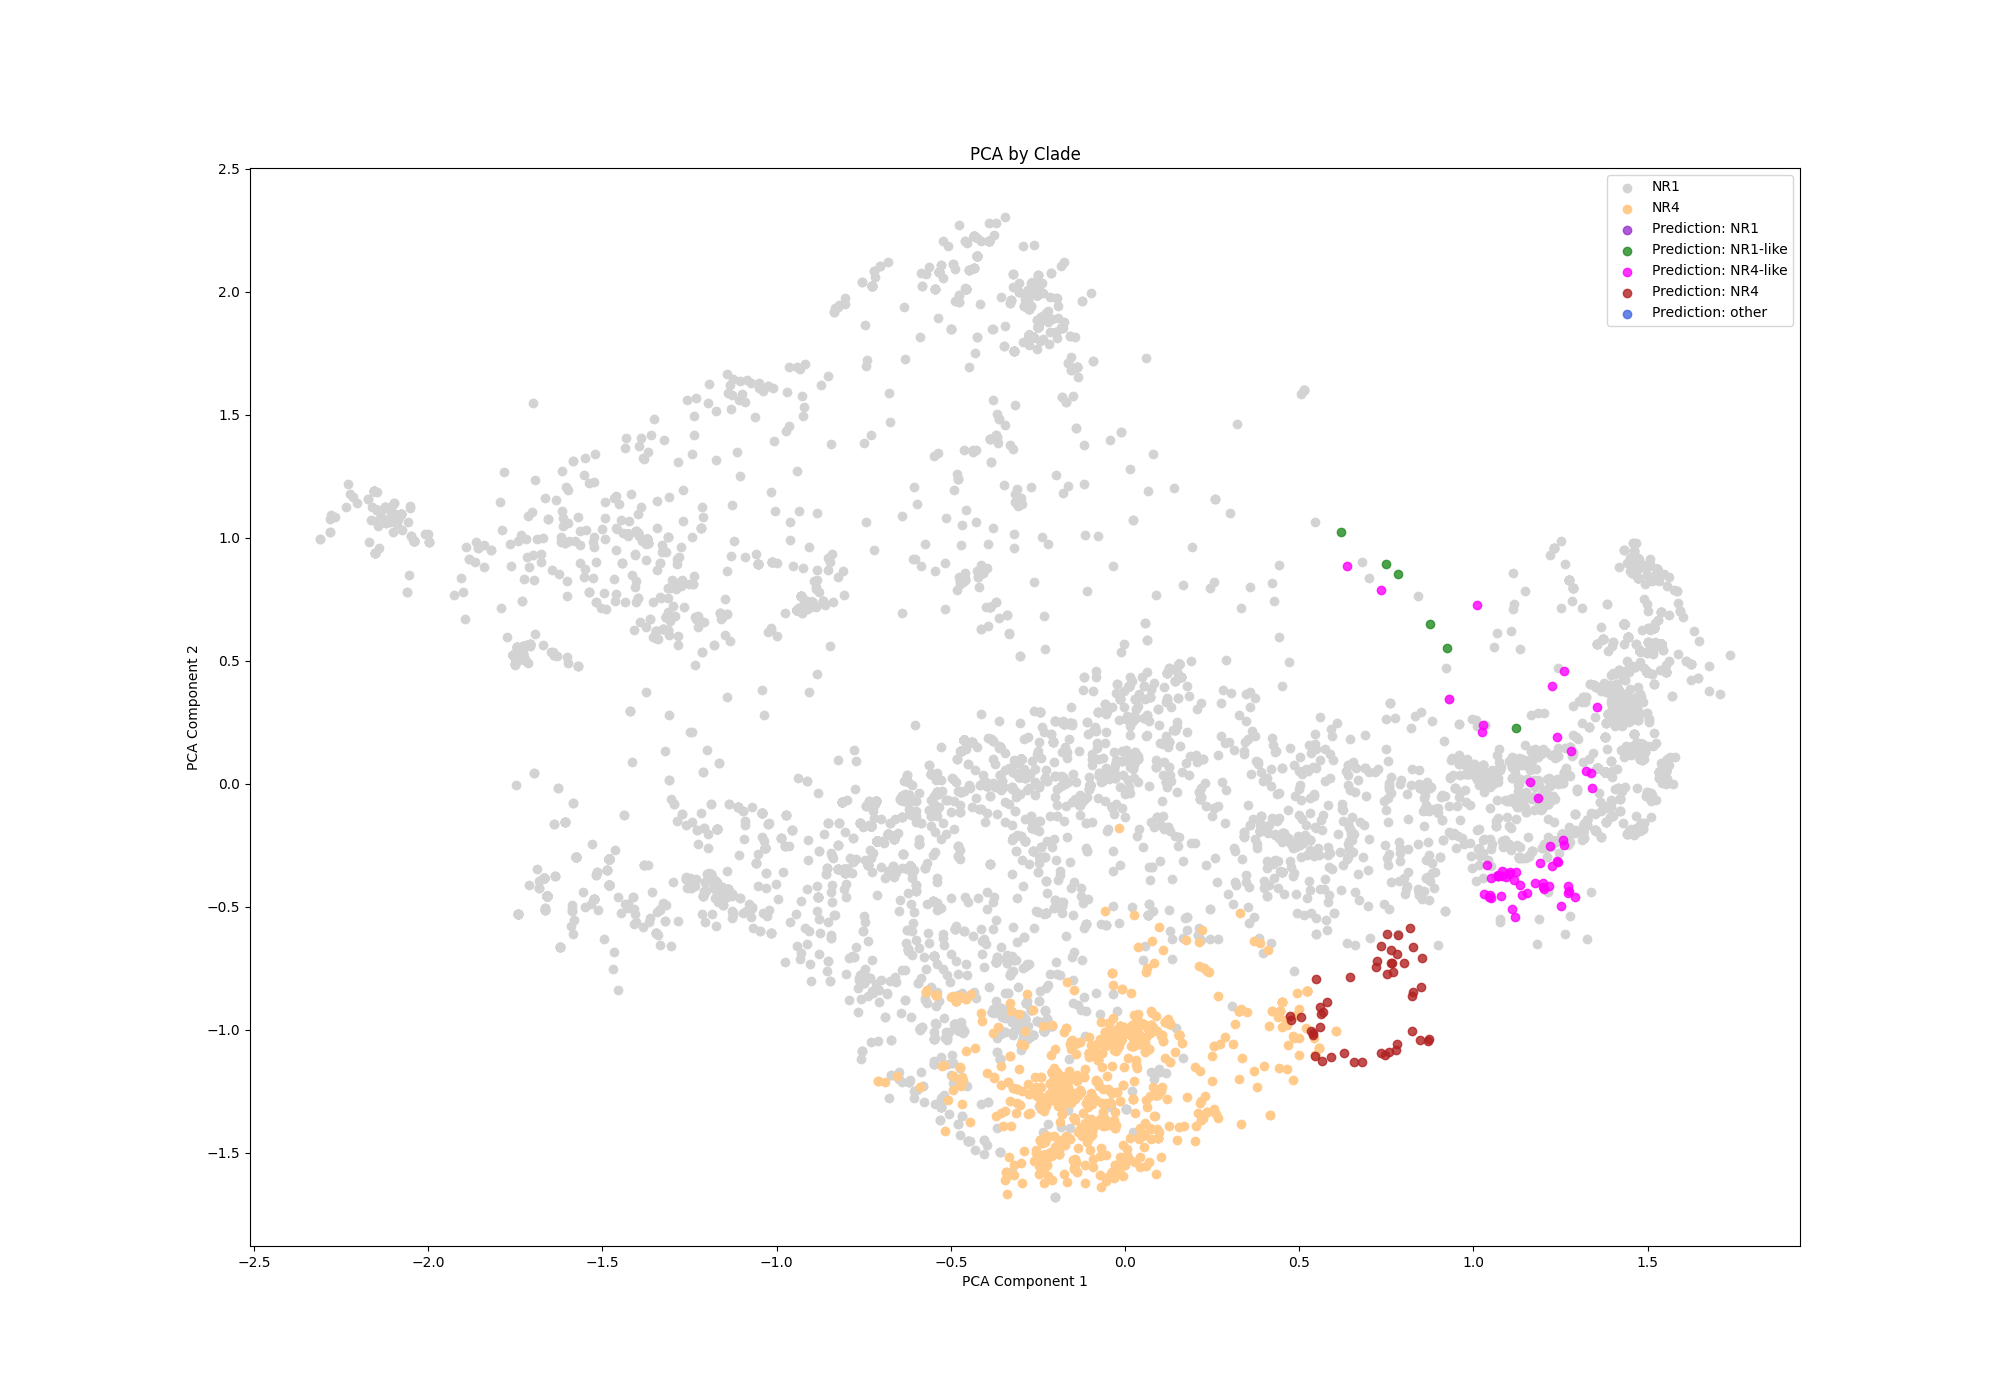 PCA by Clade
NR1
NR4
Prediction: NR1
Prediction: NR1-like
Prediction: NR4-like
Prediction: NR4
Prediction: other
PCA Component 2
2.5
2.0
1.5
1.0
0.5
0.0
−0.5
−1.0
−1.5
−2.5
−2.0
−1.5
−1.0
−0.5
0.0
0.5
1.0
1.5
PCA Component 1